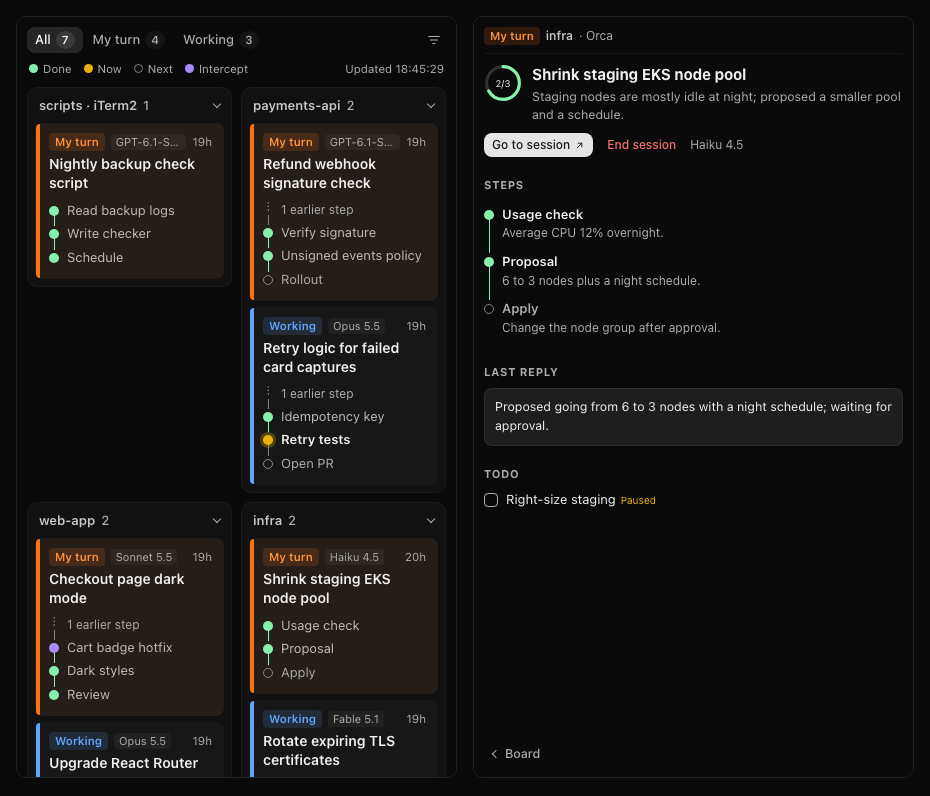 All 7 My turn 4 Working 3
Done Now Next Intercept Updated 18:45:29
scripts · iTerm2 1
My turn GPT-6.1-S... 19h
Nightly backup check
script
Read backup logs
Write checker
Schedule
payments-api 2
My turn GPT-6.1-S... 19h
Refund webhook
signature check
1 earlier step
Verify signature
Unsigned events policy
Rollout
Working Opus 5.5 19h
Retry logic for failed
card captures
1 earlier step
Idempotency key
Retry tests
Open PR
web-app 2
My turn Sonnet 5.5 19h
Checkout page dark
mode
1 earlier step
Cart badge hotfix
Dark styles
Review
Working Opus 5.5 19h
Upgrade React Router
infra 2
My turn Haiku 4.5 20h
Shrink staging EKS
node pool
Usage check
Proposal
Apply
Working Fable 5.1 19h
Rotate expiring TLS
certificates
My turn infra · Orca
2/3
Shrink staging EKS node pool
Staging nodes are mostly idle at night; proposed a smaller pool
and a schedule.
Go to session ↗ End session Haiku 4.5
STEPS
Usage check
Average CPU 12% overnight.
Proposal
6 to 3 nodes plus a night schedule.
Apply
Change the node group after approval.
LAST REPLY
Proposed going from 6 to 3 nodes with a night schedule; waiting for
approval.
TODO
Right-size staging Paused
Board